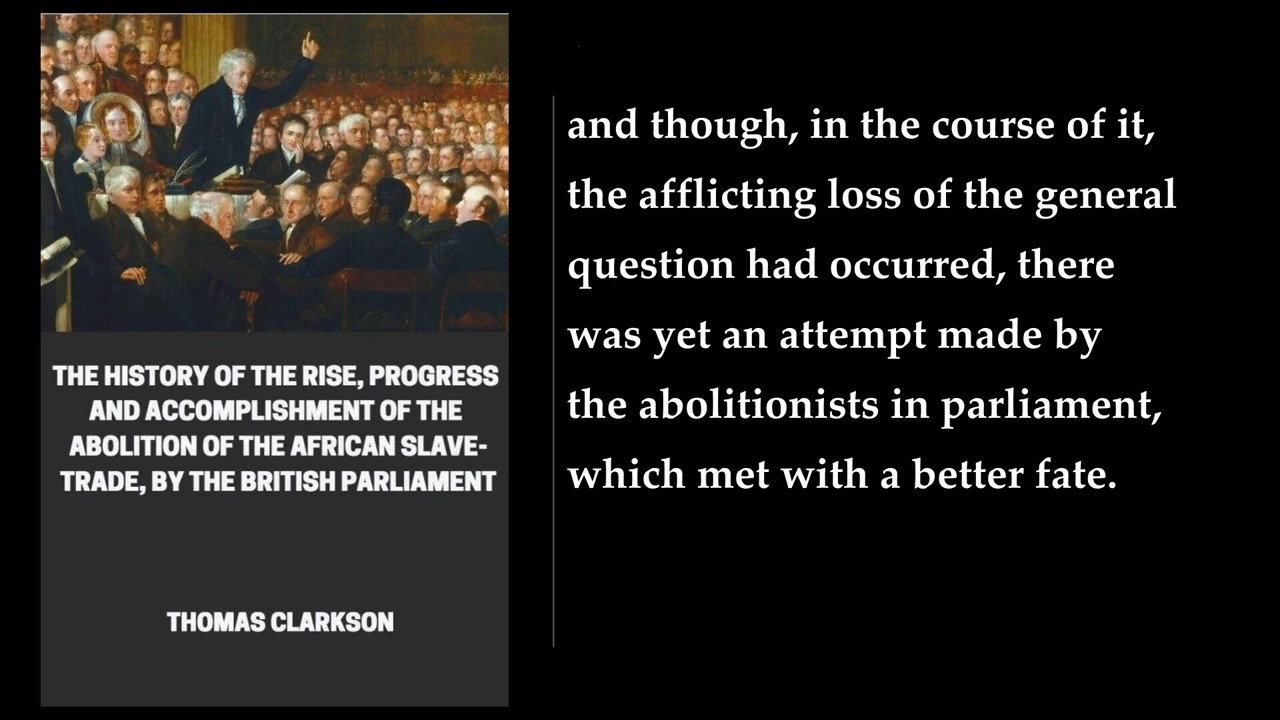 THE HISTORY OF THE RISE, PROGRESS
AND ACCOMPLISHMENT OF THE
ABOLITION OF THE AFRICAN SLAVE-
TRADE, BY THE BRITISH PARLIAMENT
THOMAS CLARKSON
and though, in the course of it,
the afflicting loss of the general
question had occurred, there
was yet an attempt made by
the abolitionists in parliament,
which met with a better fate.